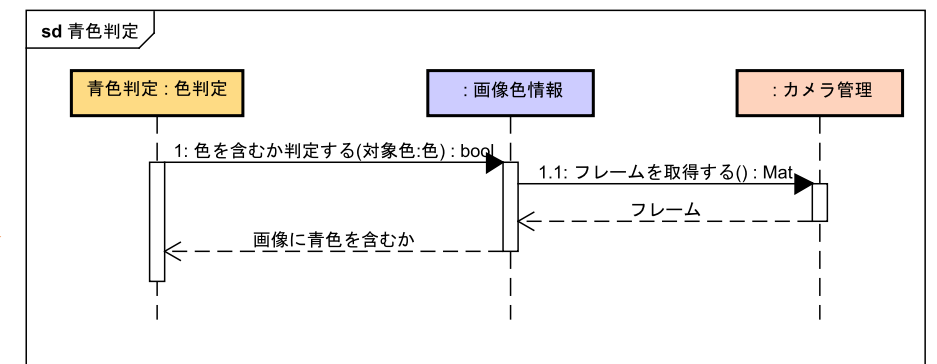 sd 青色判定
青色判定 : 色判定
: 画像色情報
: カメラ管理
1: 色を含むか判定する(対象色:色) : bool
1.1: フレームを取得する() : Mat
フレーム
画像に青色を含むか